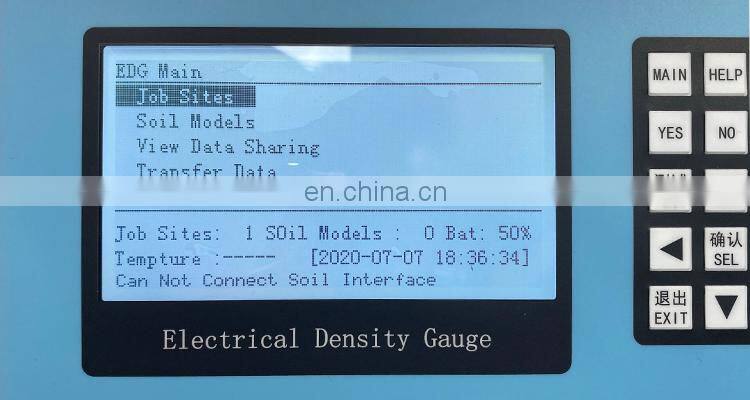 EDG Main
Job Sites
Soil Models
View Data Sharing
Transfer Data
en.china.cn
Job Sites: 1 SOil Models : 0 Bat: 50%
Tempture :----- [2020-07-07 18:36:34]
Can Not Connect Soil Interface
Electrical Density Gauge
MAIN
HELP
YES
NO
◀
确认
SEL
退出
EXIT
▼